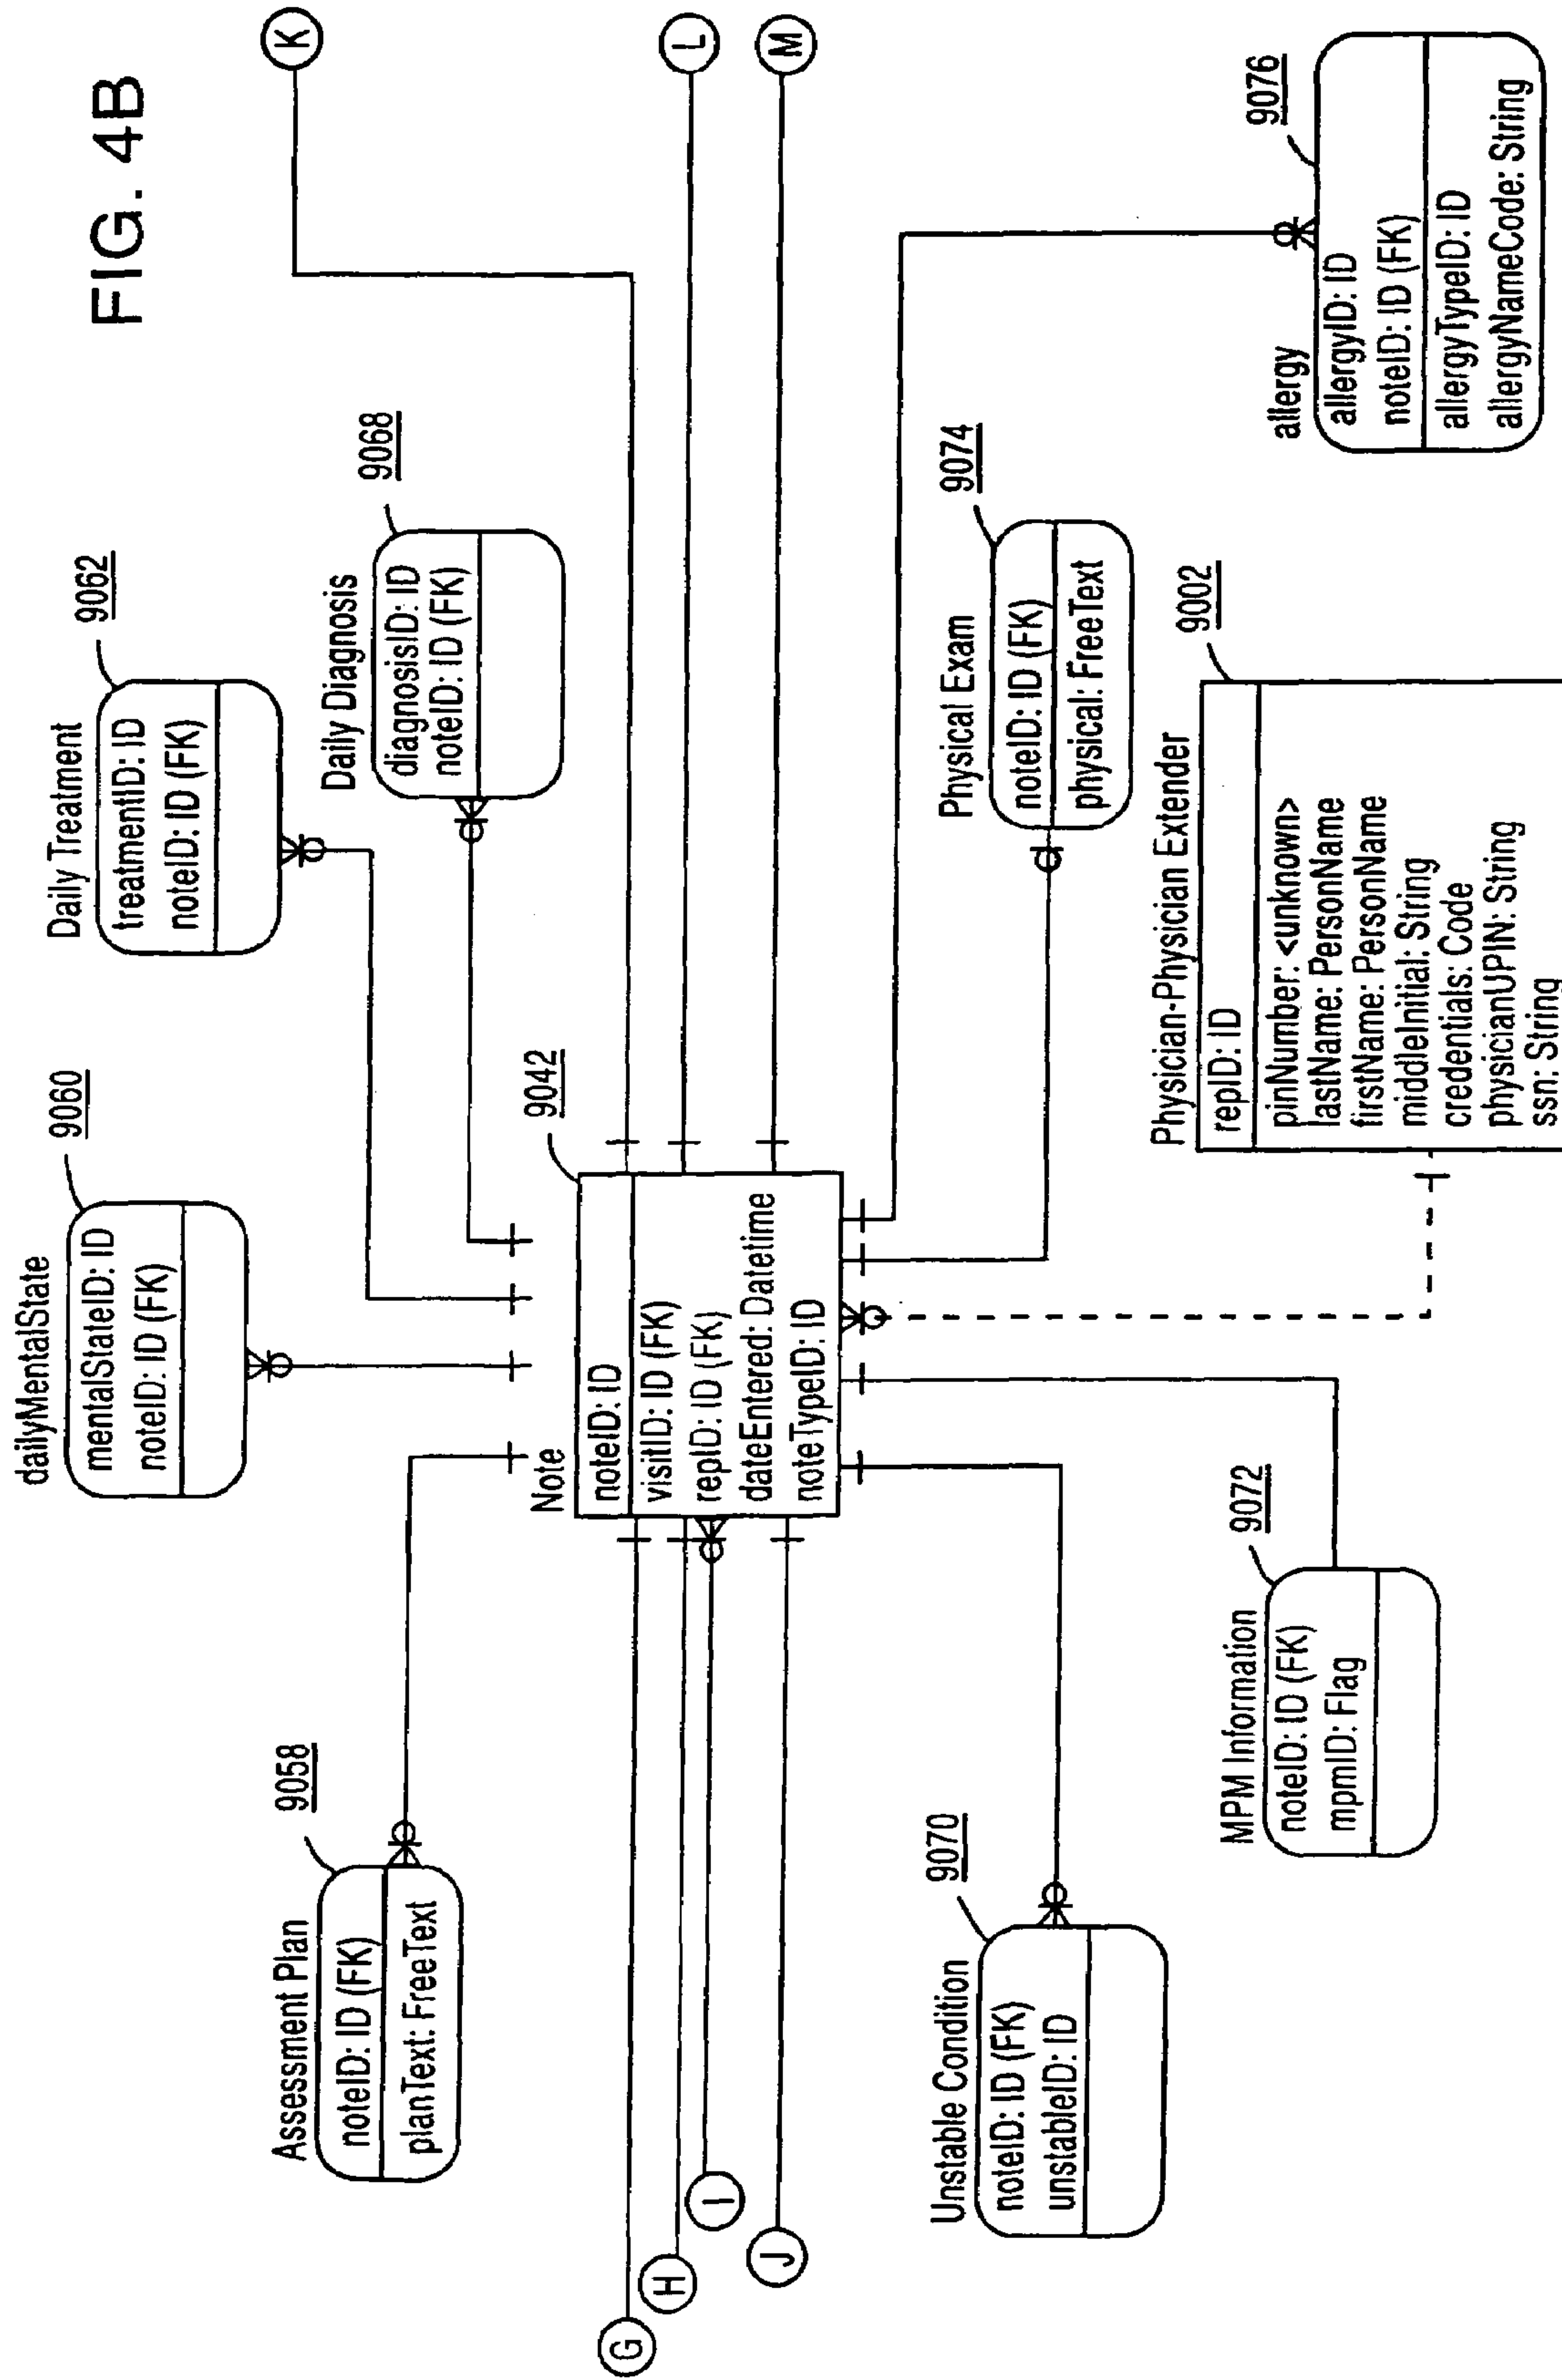 FIG. 4B
dailyMentalState
9060
mentalStateID: ID
noteID: ID (FK)
Daily Treatment
9062
treatmentID: ID
noteID: ID (FK)
Assessment Plan
9058
noteID: ID (FK)
planText: FreeText
Daily Diagnosis
9068
diagnosisID: ID
noteID: ID (FK)
K
Note
9042
noteID: ID
visitID: ID (FK)
repID: ID (FK)
dateEntered: Datetime
noteTypeID: ID
G
H
I
J
L
M
Unstable Condition
9070
noteID: ID (FK)
unstableID: ID
Physical Exam
9074
noteID: ID (FK)
physical: FreeText
MPM Information
9072
noteID: ID (FK)
mpmID: Flag
Physician-Physician Extender
9002
repID: ID
pinNumber: <unknown>
lastName: PersonName
firstName: PersonName
middleInitial: String
credentials: Code
physicianUPIN: String
ssn: String
allergy
9076
allergyID: ID
noteID: ID (FK)
allergyTypeID: ID
allergyNameCode: String